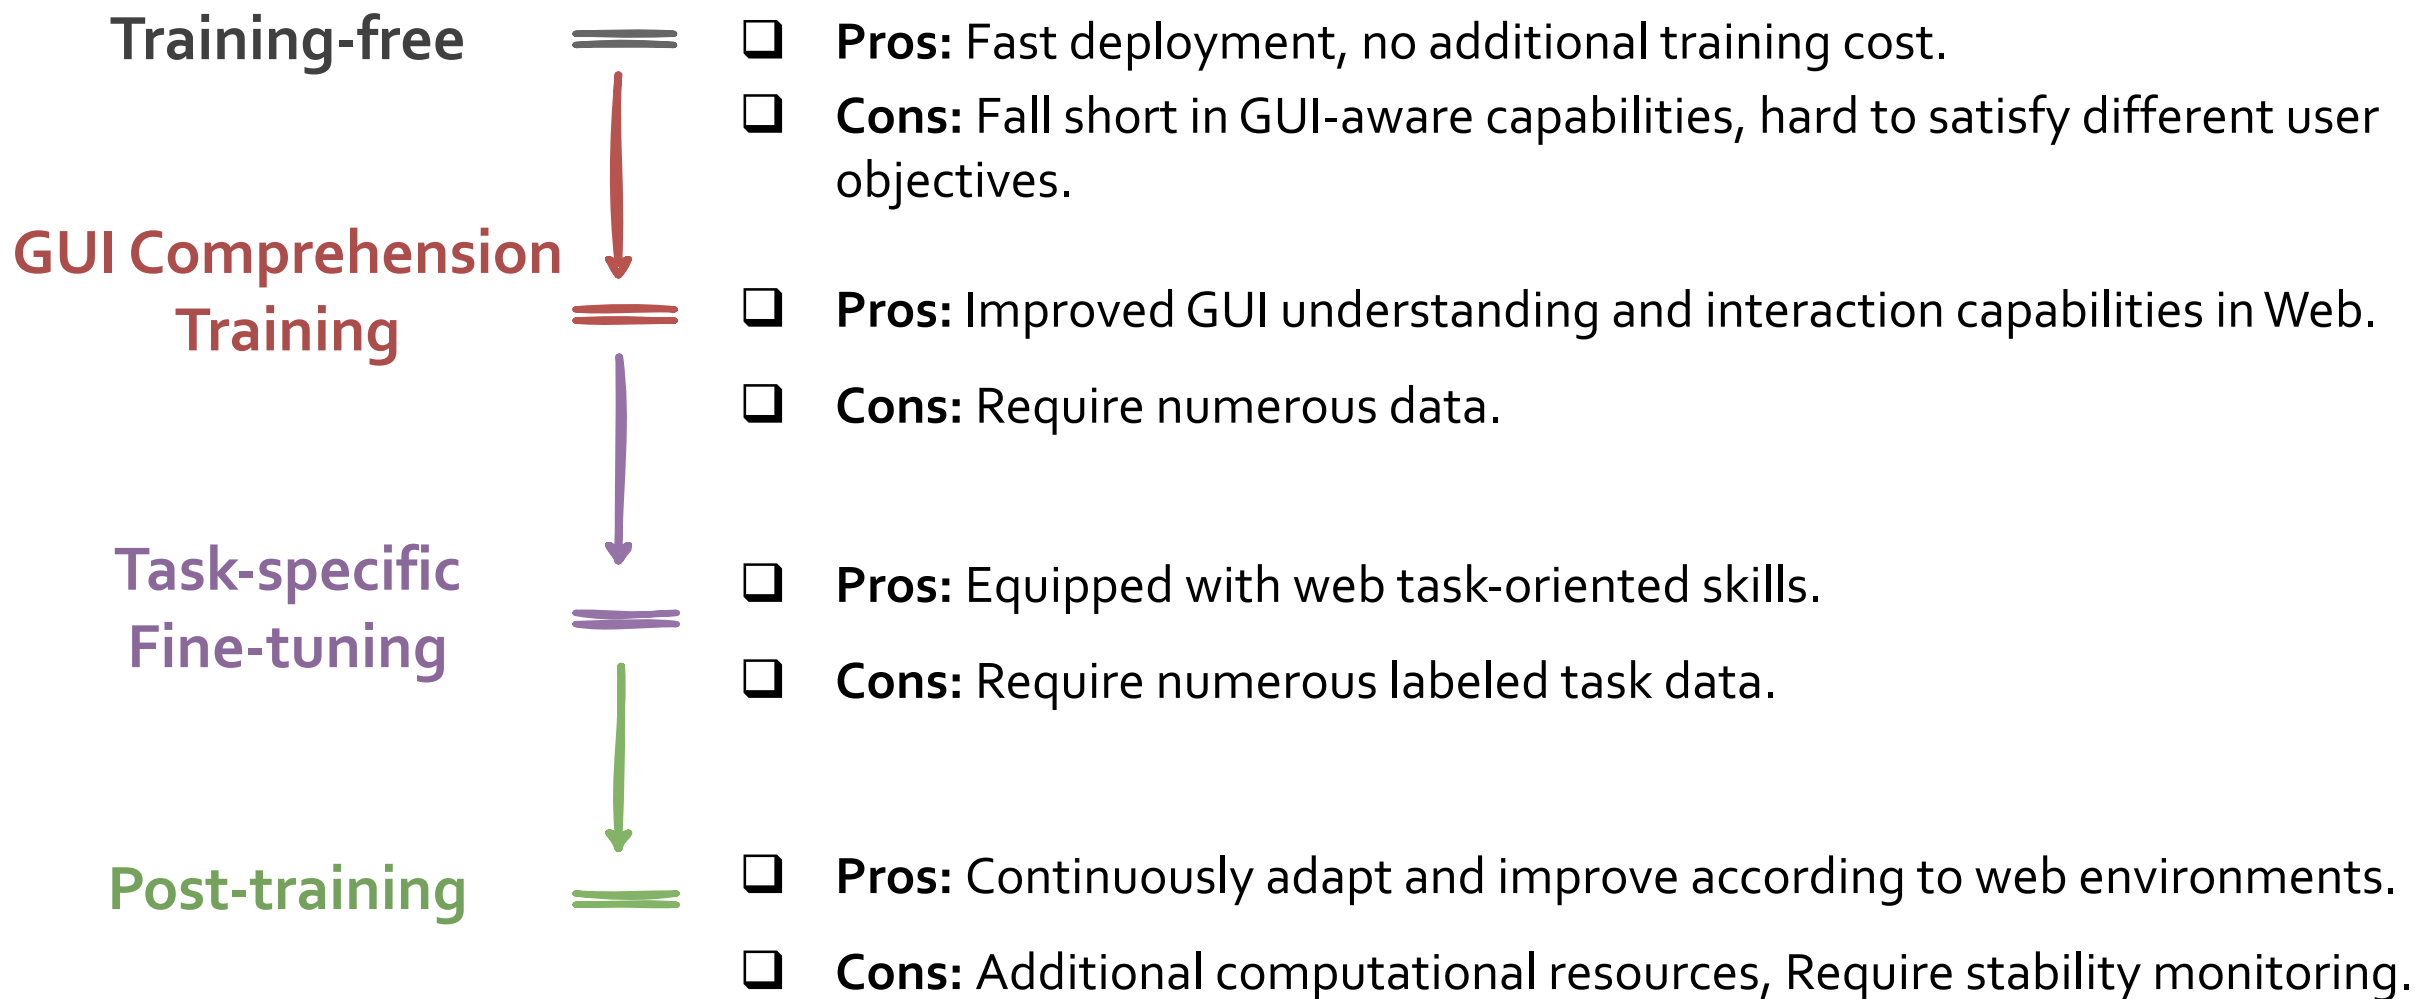 Training-free
Pros: Fast deployment, no additional training cost.
Cons: Fall short in GUI-aware capabilities, hard to satisfy different user
objectives.
GUI Comprehension
Training
Pros: Improved GUI understanding and interaction capabilities in Web.
Cons: Require numerous data.
Task-specific
Fine-tuning
Pros: Equipped with web task-oriented skills.
Cons: Require numerous labeled task data.
Post-training
Pros: Continuously adapt and improve according to web environments.
Cons: Additional computational resources, Require stability monitoring.